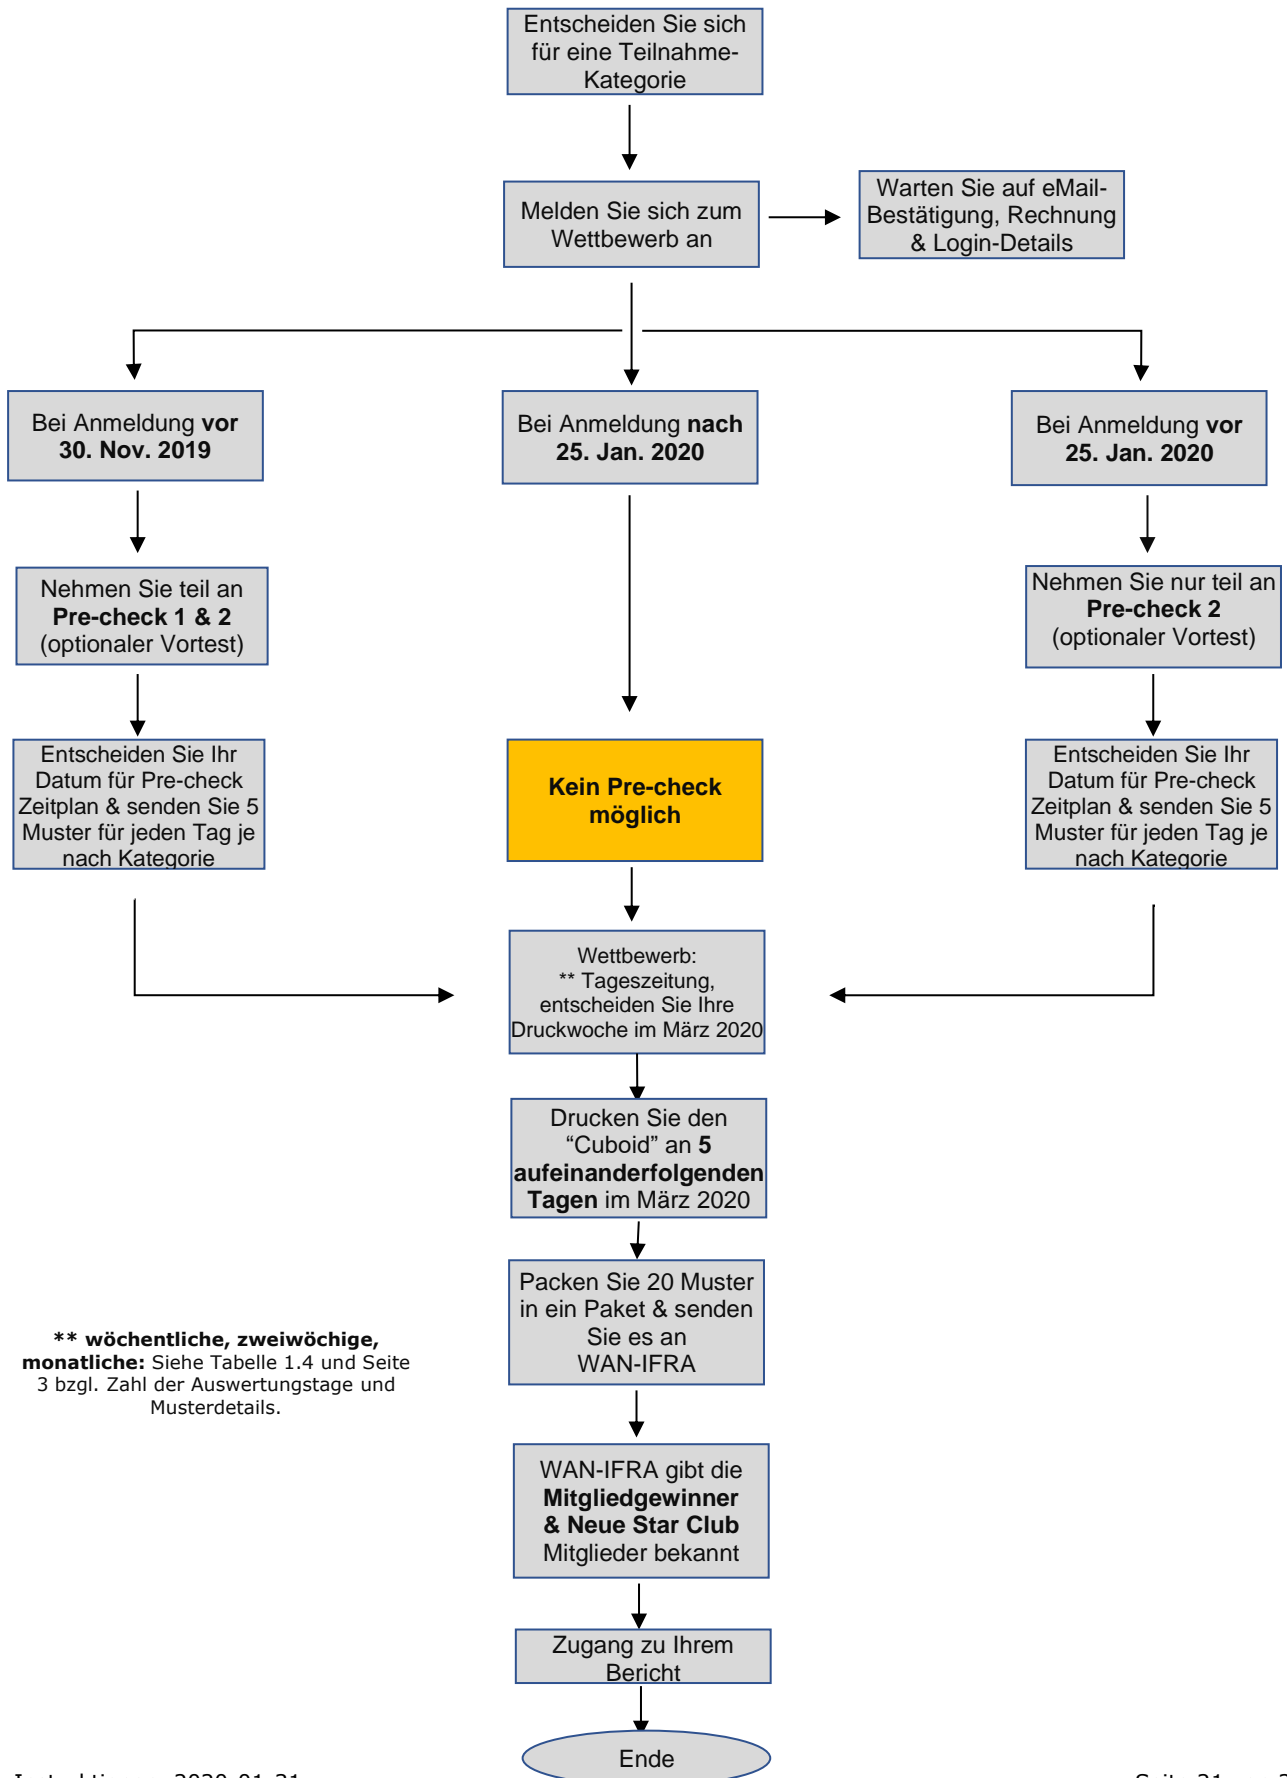 Entscheiden Sie sich
für eine Teilnahme-
Kategorie
Melden Sie sich zum
Wettbewerb an
Warten Sie auf eMail-
Bestätigung, Rechnung
& Login-Details
Bei Anmeldung vor
30. Nov. 2019
Bei Anmeldung nach
25. Jan. 2020
Bei Anmeldung vor
25. Jan. 2020
Nehmen Sie teil an
Pre-check 1 & 2
(optionaler Vortest)
Nehmen Sie nur teil an
Pre-check 2
(optionaler Vortest)
Entscheiden Sie Ihr
Datum für Pre-check
Zeitplan & senden Sie 5
Muster für jeden Tag je
nach Kategorie
Kein Pre-check
möglich
Entscheiden Sie Ihr
Datum für Pre-check
Zeitplan & senden Sie 5
Muster für jeden Tag je
nach Kategorie
Wettbewerb:
** Tageszeitung,
entscheiden Sie Ihre
Druckwoche im März 2020
Drucken Sie den
“Cuboid” an 5
aufeinanderfolgenden
Tagen im März 2020
Packen Sie 20 Muster
in ein Paket & senden
Sie es an
WAN-IFRA
** wöchentliche, zweiwöchige,
monatliche: Siehe Tabelle 1.4 und Seite
3 bzgl. Zahl der Auswertungstage und
Musterdetails.
WAN-IFRA gibt die
Mitgliedgewinner
& Neue Star Club
Mitglieder bekannt
Zugang zu Ihrem
Bericht
Ende